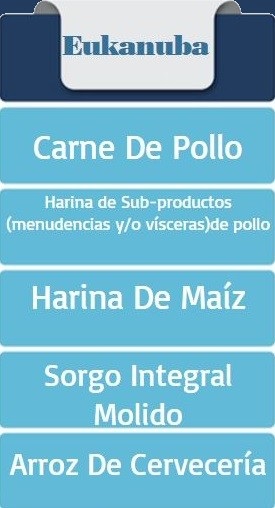 Eukanuba
Carne De Pollo
Harina de Sub-productos
(menudencias y/o vísceras)de pollo
Harina De Maíz
Sorgo Integral
Molido
Arroz De Cervecería